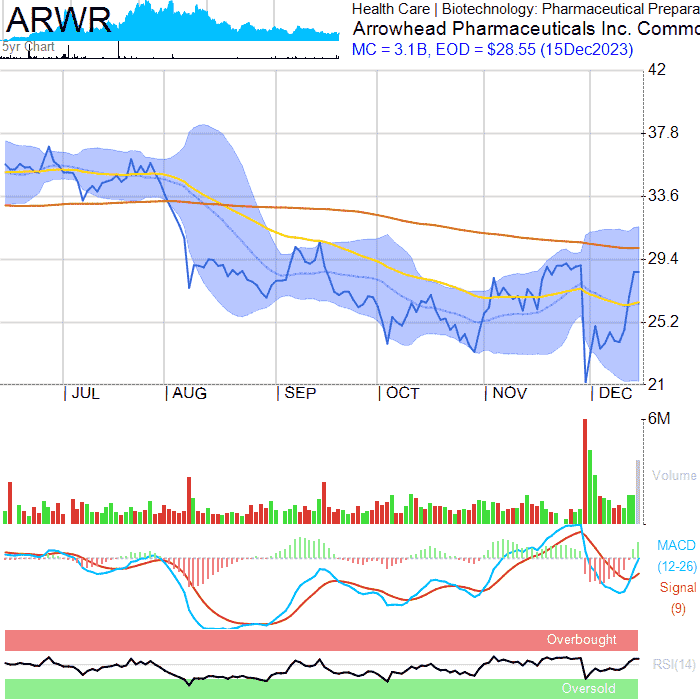 ARWR
5yr Chart
Health Care | Biotechnology: Pharmaceutical Prepara
Arrowhead Pharmaceuticals Inc. Commo
MC = 3.1B, EOD = $28.55 (15Dec2023)
42
37.8
33.6
29.4
25.2
21
JUL AUG SEP OCT NOV DEC
6M
Volume
MACD
(12-26)
Signal
(9)
Overbought
RSI(14)
Oversold